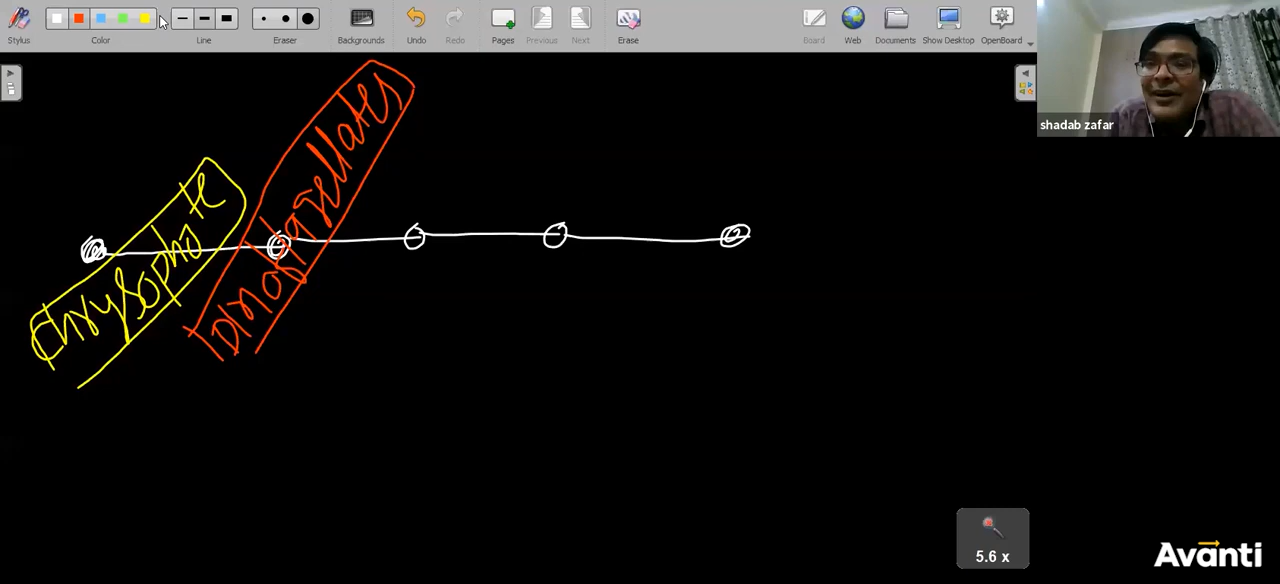 Stylus
Color
Line
Eraser
Backgrounds
Undo
Redo
Pages
Previous
Next
Erase
Board
Web
Documents
Show Desktop
OpenBoard
shadab zafar
Chrysophote
Dinoflagellates
5.6 x
Avanti